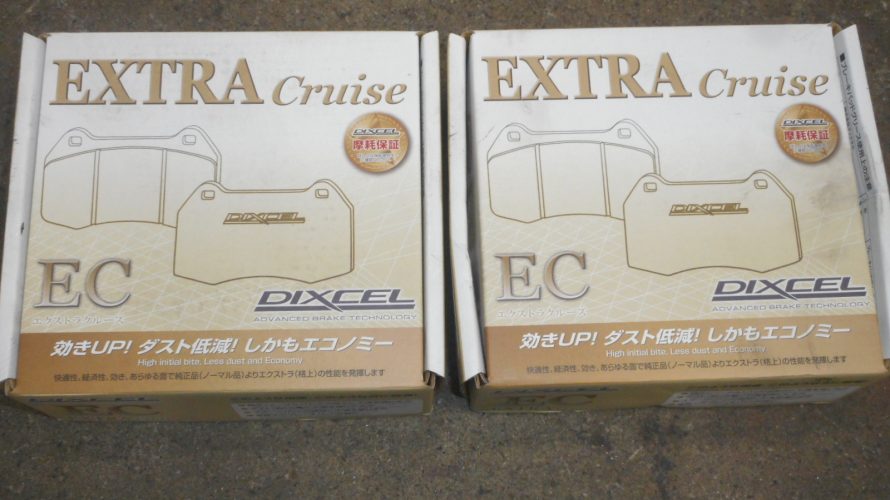 EXTRA Cruise
DIXCEL
摩耗保証
DIXCEL
EC
エクストラクルーズ
DIXCEL
ADVANCED BRAKE TECHNOLOGY
効きUP! ダスト低減! しかもエコノミー
High initial bite, Less dust and Economy
快適性、経済性、効き、あらゆる面で純正品(ノーマル品)よりエクストラ(格上)の性能を発揮します
EC
EXTRA Cruise
DIXCEL
摩耗保証
DIXCEL
EC
エクストラクルーズ
DIXCEL
ADVANCED BRAKE TECHNOLOGY
効きUP! ダスト低減! しかもエコノミー
High initial bite, Less dust and Economy
快適性、経済性、効き、あらゆる面で純正品(ノーマル品)よりエクストラ(格上)の性能を発揮します
EC